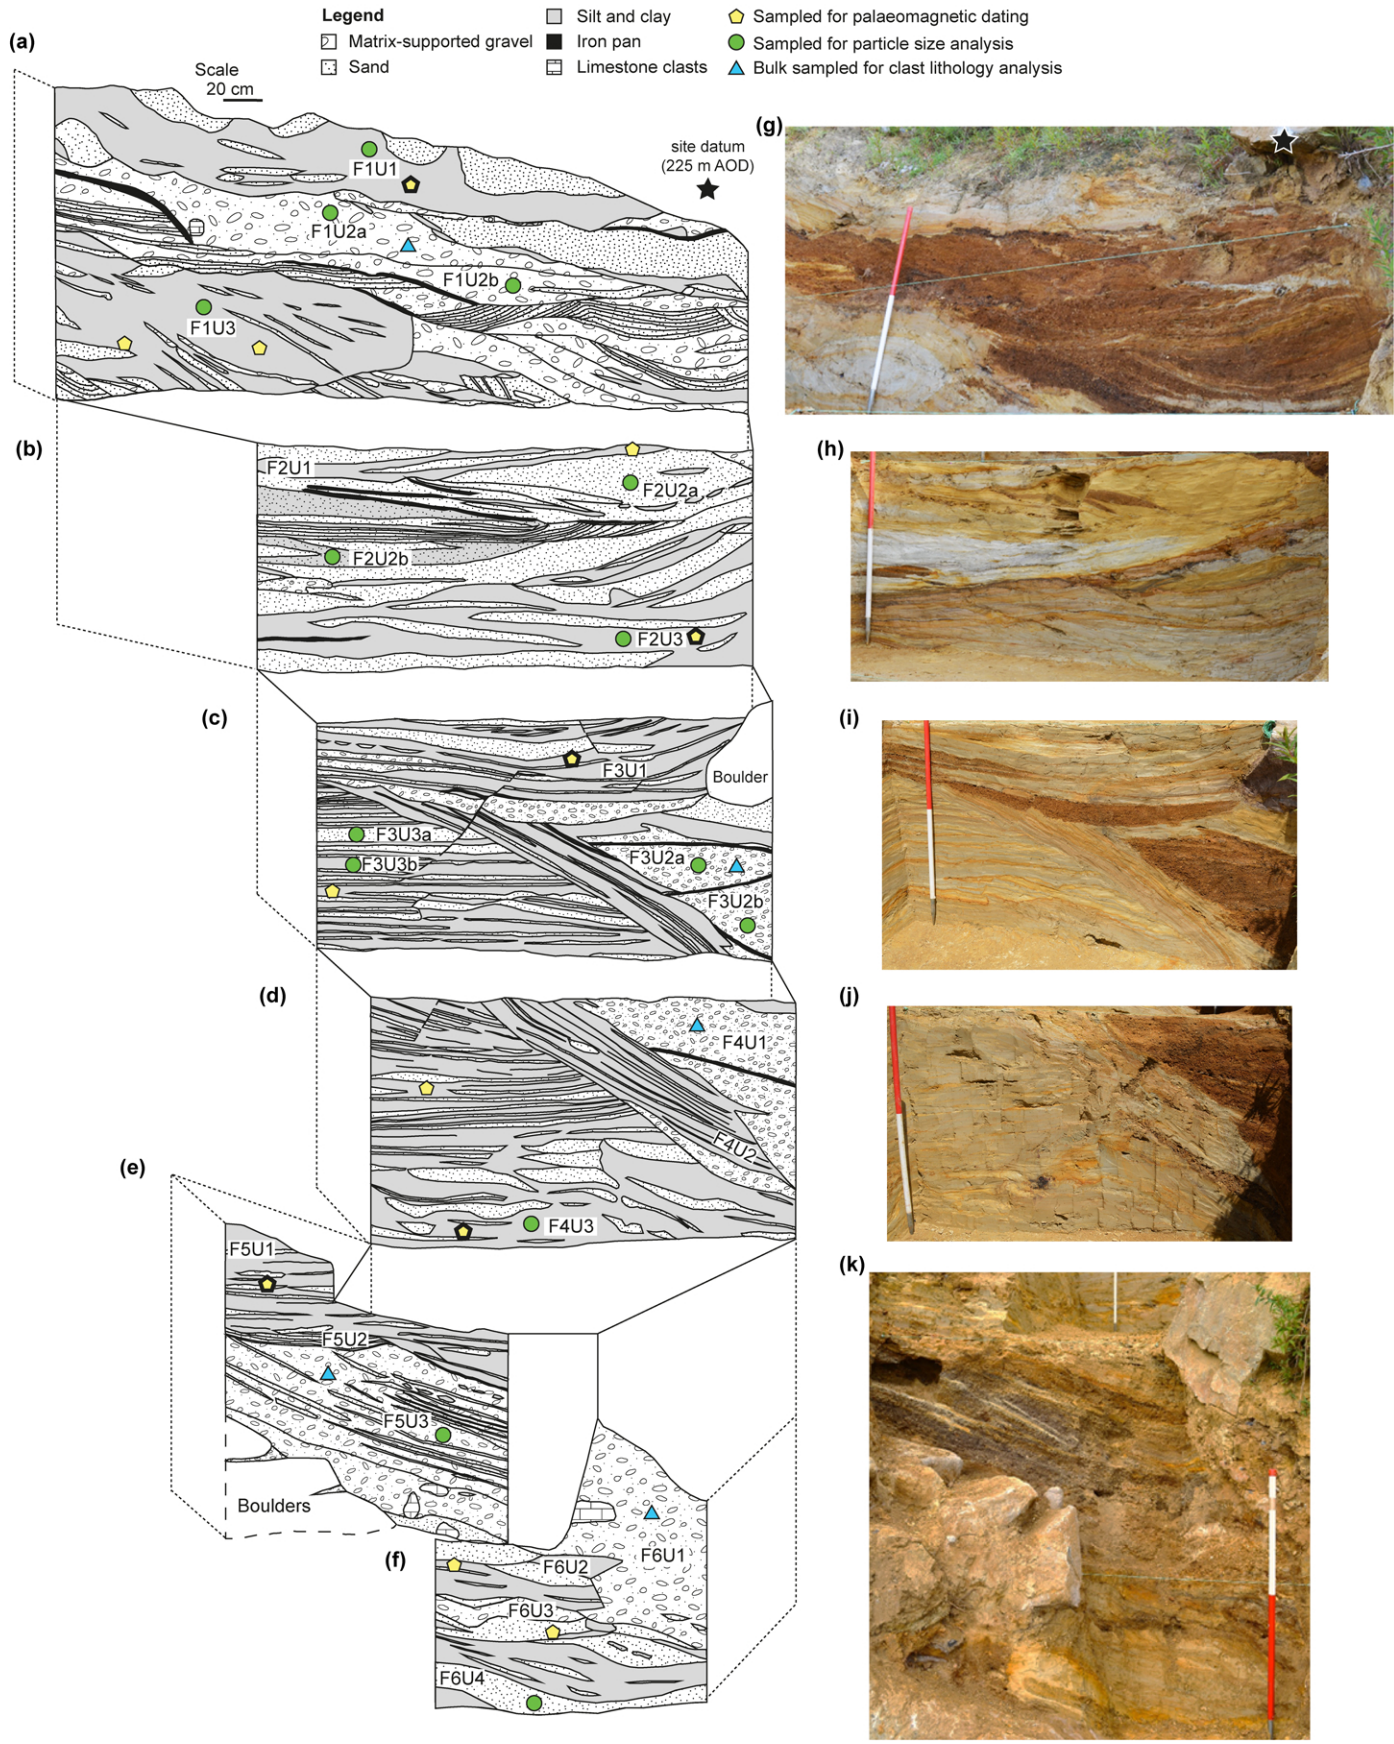 Legend
Matrix-supported gravel
Sand
Silt and clay
Iron pan
Limestone clasts
Sampled for palaeomagnetic dating
Sampled for particle size analysis
Bulk sampled for clast lithology analysis
(a)
Scale
20 cm
site datum
(225 m AOD)
F1U1
F1U2a
F1U2b
F1U3
(g)
(b)
F2U1
F2U2a
F2U2b
F2U3
(h)
(c)
F3U1
Boulder
F3U3a
F3U3b
F3U2a
F3U2b
(i)
(d)
F4U1
F4U2
F4U3
(j)
(e)
F5U1
F5U2
F5U3
Boulders
(k)
(f)
F6U1
F6U2
F6U3
F6U4